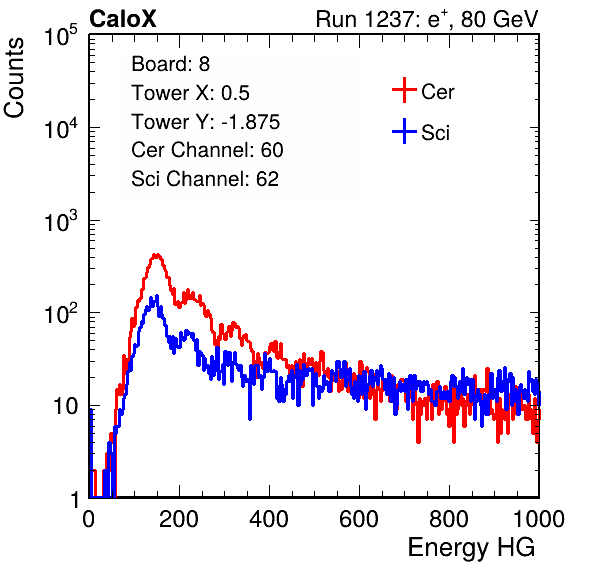 CaloX Run 1237: e⁺, 80 GeV
Counts
10⁵
10⁴
10³
10²
10
1
Board: 8
Tower X: 0.5
Tower Y: -1.875
Cer Channel: 60
Sci Channel: 62
Cer
Sci
0 200 400 600 800 1000
Energy HG